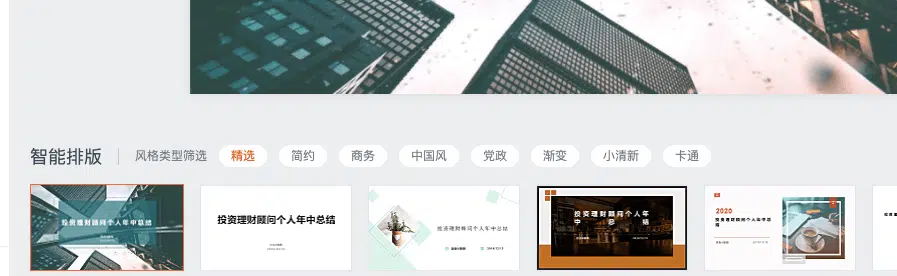 智能排版 风格类型筛选 精选 简约 商务 中国风 党政 渐变 小清新 卡通
投资理财顾问个人年中总结
投资理财顾问个人年中总结
投资理财顾问个人年中总结
投资理财顾问个人年
中总结
2020
投资理财顾问个人年中总
结